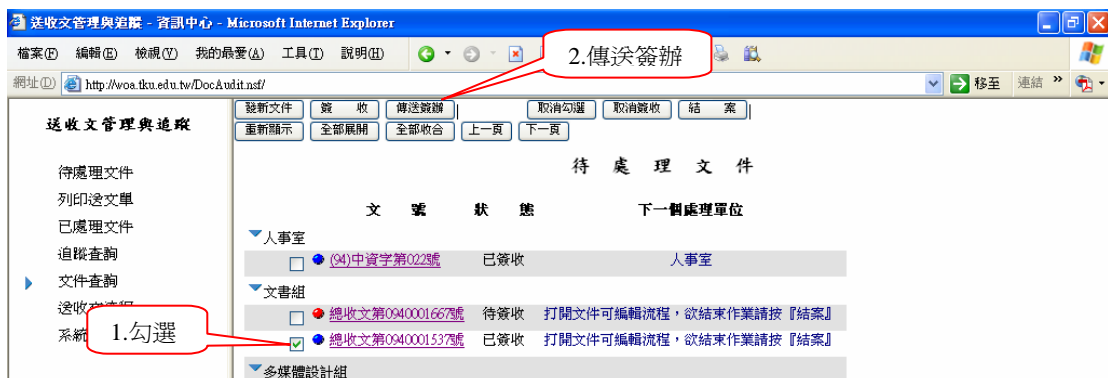 送收文管理與追蹤 - 資訊中心 - Microsoft Internet Explorer
檔案(F) 編輯(E) 檢視(V) 我的最愛(A) 工具(T) 說明(H)
2.傳送簽辦
網址(D) http://woa.tku.edu.tw/DocAudit.nsf/ 移至 連結 »
送收文管理與追蹤
待處理文件
列印送文單
已處理文件
追蹤查詢
文件查詢
系統
1.勾選
發新文件 簽 收 傳送簽辦 取消勾選 取消簽收 結 案
重新顯示 全部展開 全部收合 上一頁 下一頁
待 處 理 文 件
文 號 狀 態 下一個處理單位
人事室
(94)中資字第022號 已簽收 人事室
文書組
總收文第0940001667號 待簽收 打開文件可編輯流程，欲結束作業請按『結案』
總收文第0940001537號 已簽收 打開文件可編輯流程，欲結束作業請按『結案』
多媒體設計組